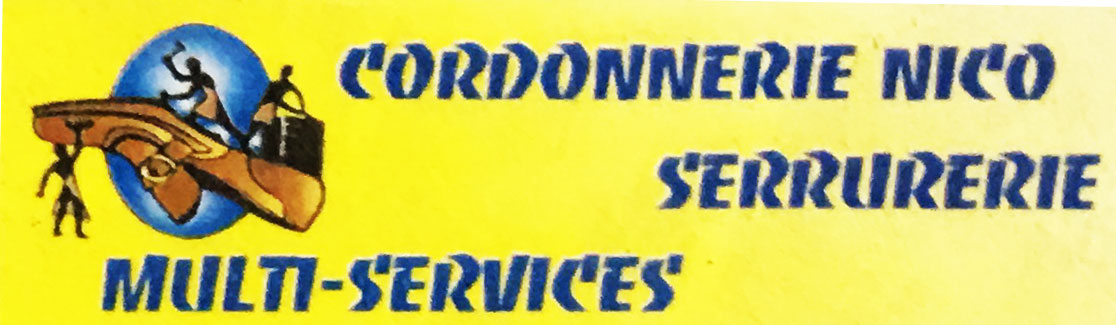 CORDONNERIE NICO
SERRURERIE
MULTI-SERVICES